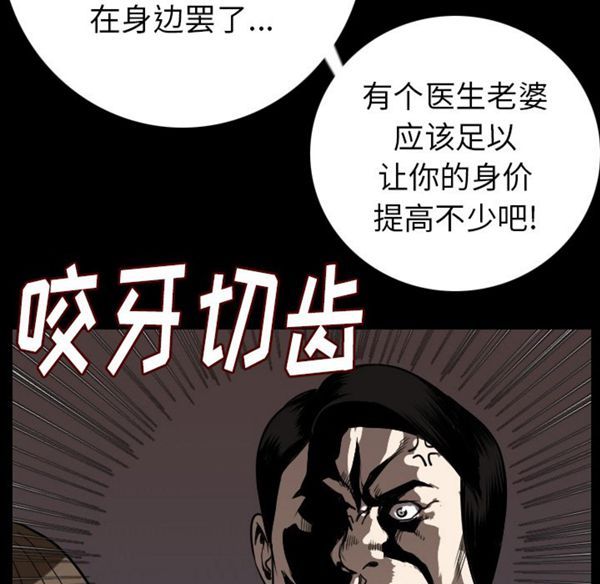 在身边罢了...
有个医生老婆
应该足以
让你的身价
提高不少吧!
咬牙切齿